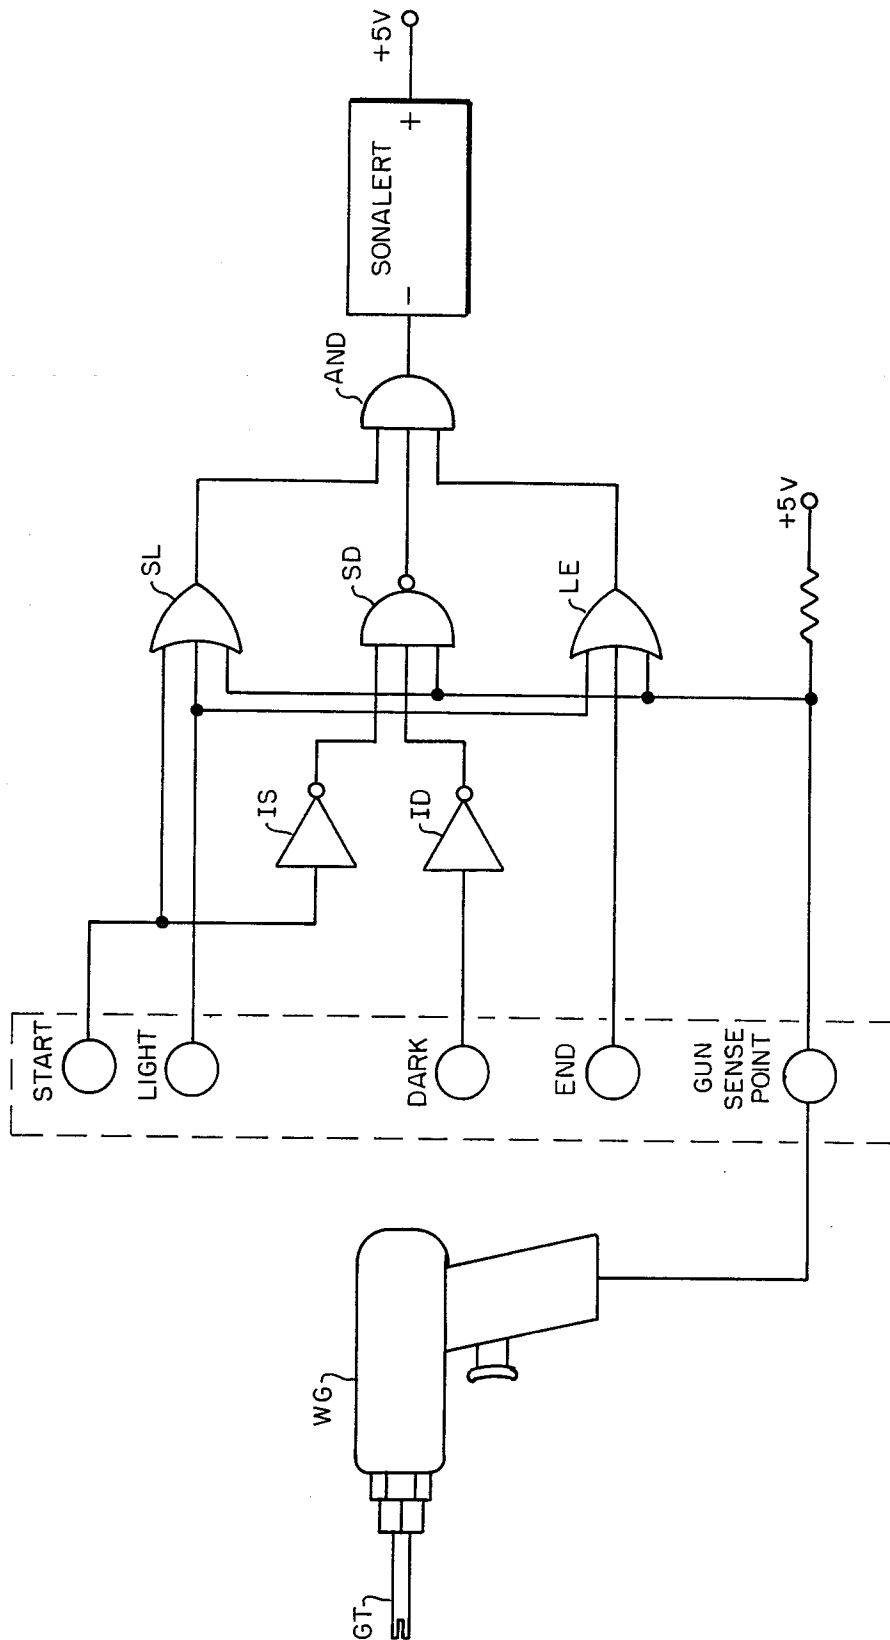 START
LIGHT
DARK
END
GUN
SENSE
POINT
IS
ID
SL
SD
LE
AND
SONALERT
- +
+5V
+5V
WG
GT